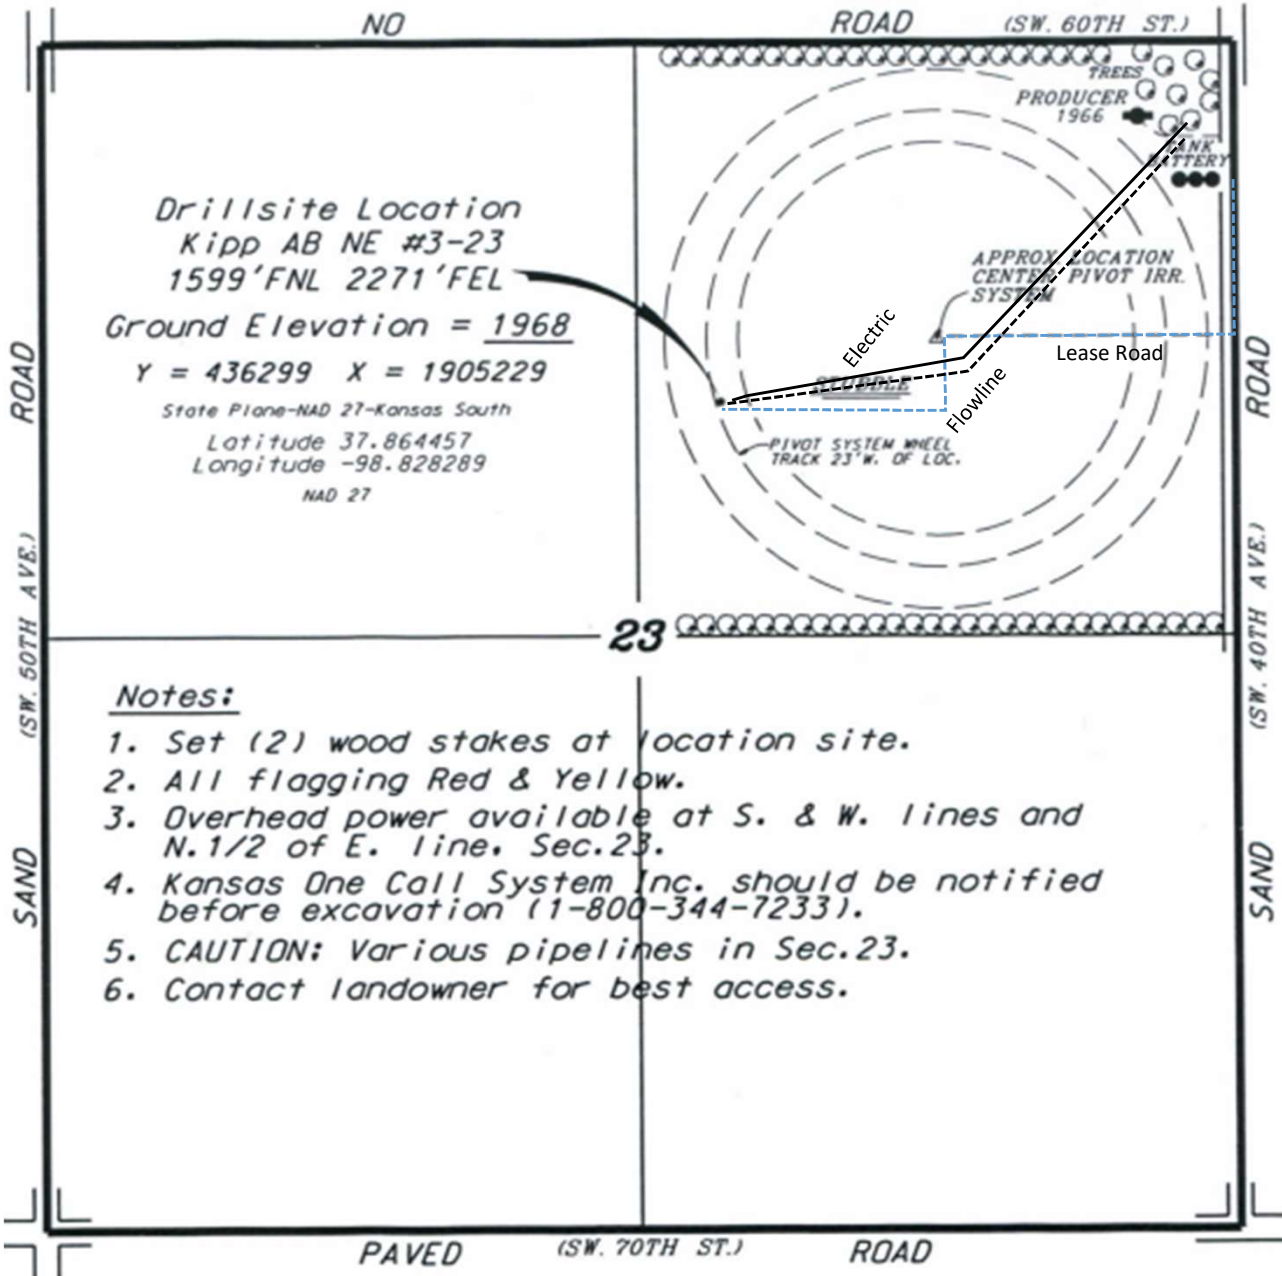 NO ROAD (SW. 60TH ST.)
TREES
PRODUCER
1966
TANK
BATTERY
Drillsite Location
Kipp AB NE #3-23
1599'FNL 2271'FEL
Ground Elevation = 1968
Y = 436299 X = 1905229
State Plane-NAD 27-Kansas South
Latitude 37.864457
Longitude -98.828289
NAD 27
APPROX LOCATION
CENTER PIVOT IRR.
SYSTEM
Electric
Lease Road
STUBBLE
Flowline
PIVOT SYSTEM WHEEL
TRACK 23'W. OF LOC.
SAND (SW. 50TH AVE.) ROAD
SAND (SW. 40TH AVE.) ROAD
23
Notes:
1. Set (2) wood stakes at location site.
2. All flagging Red & Yellow.
3. Overhead power available at S. & W. lines and
N.1/2 of E. line. Sec.23.
4. Kansas One Call System Inc. should be notified
before excavation (1-800-344-7233).
5. CAUTION: Various pipelines in Sec.23.
6. Contact landowner for best access.
PAVED (SW. 70TH ST.) ROAD